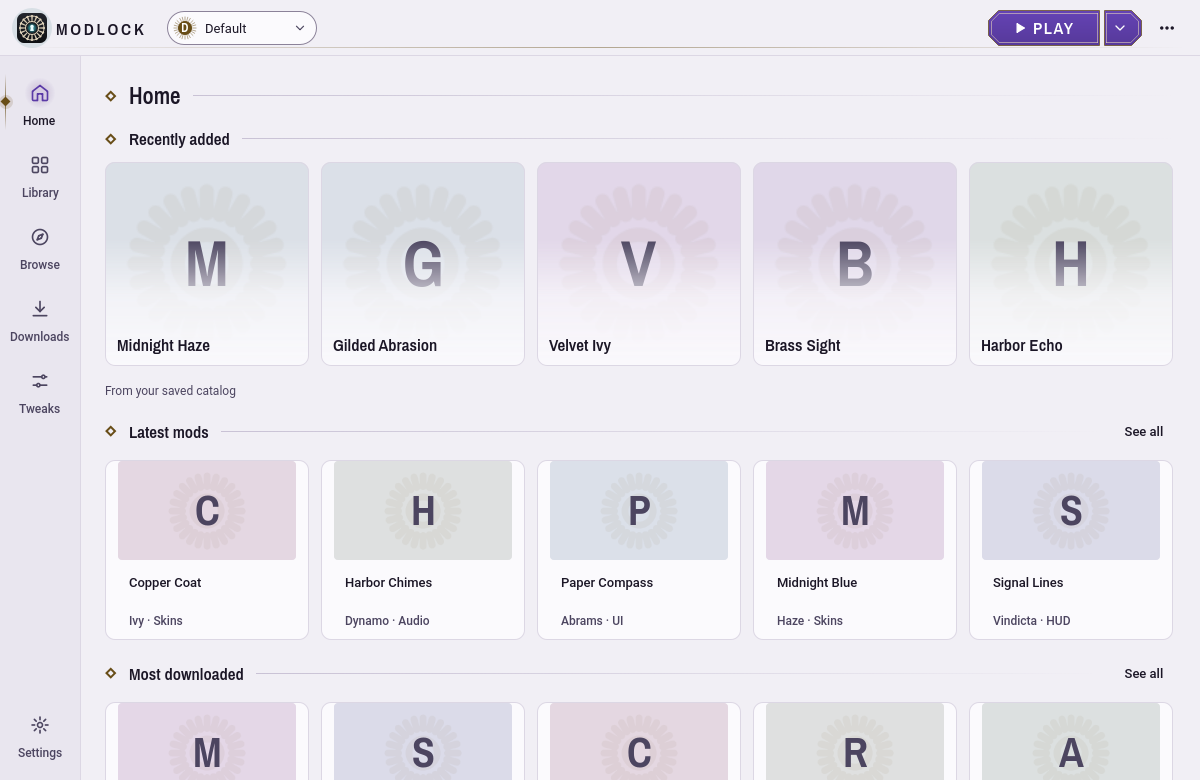 MODLOCK
D
Default
PLAY
Home
Home
Library
Browse
Downloads
Tweaks
Settings
Recently added
M
Midnight Haze
G
Gilded Abrasion
V
Velvet Ivy
B
Brass Sight
H
Harbor Echo
From your saved catalog
Latest mods
See all
C
Copper Coat
Ivy · Skins
H
Harbor Chimes
Dynamo · Audio
P
Paper Compass
Abrams · UI
M
Midnight Blue
Haze · Skins
S
Signal Lines
Vindicta · HUD
Most downloaded
See all
M
S
C
R
A